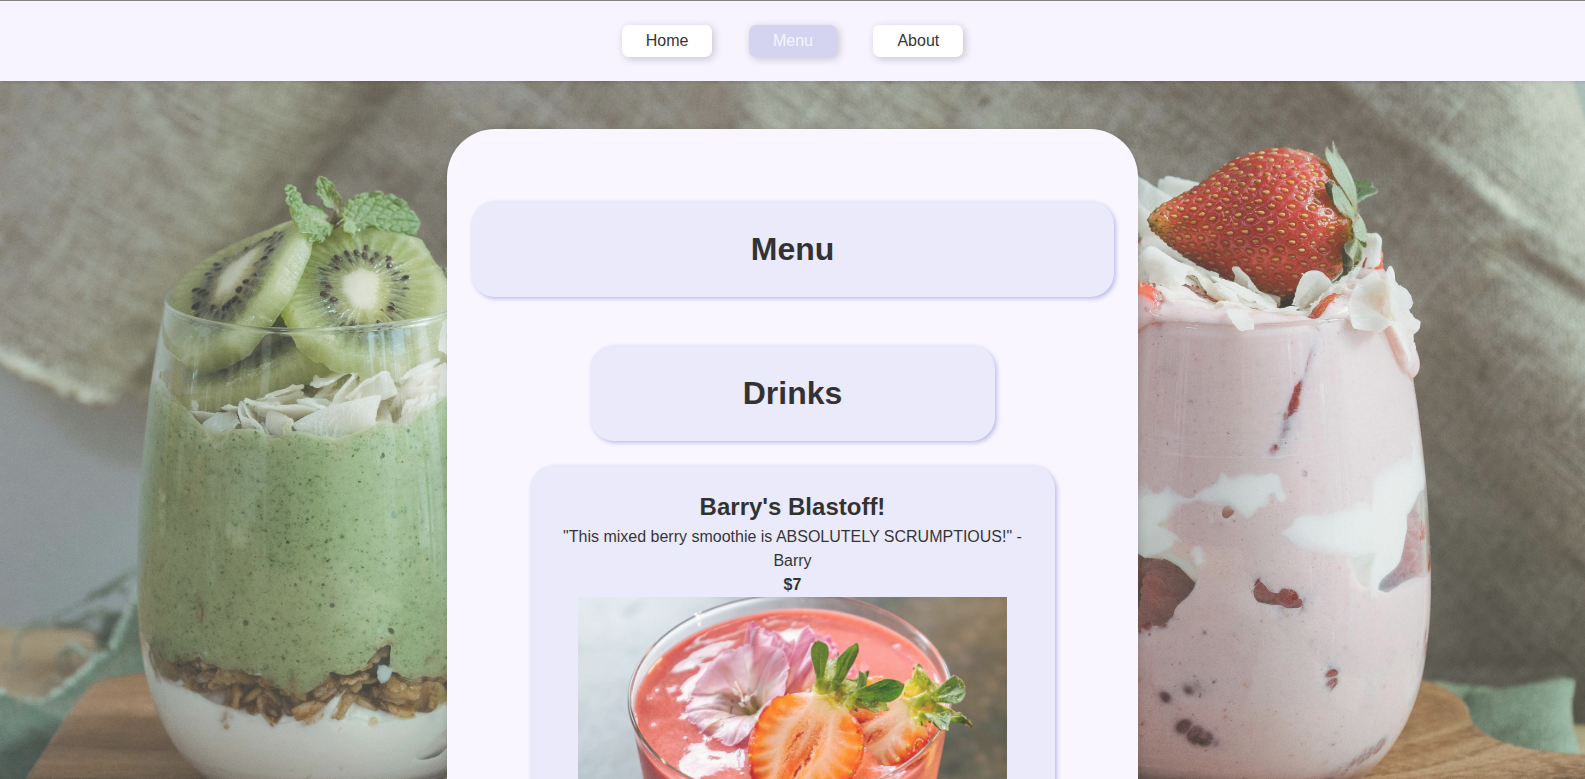 Home
Menu
About
Menu
Drinks
Barry's Blastoff!
"This mixed berry smoothie is ABSOLUTELY SCRUMPTIOUS!" -
Barry
$7